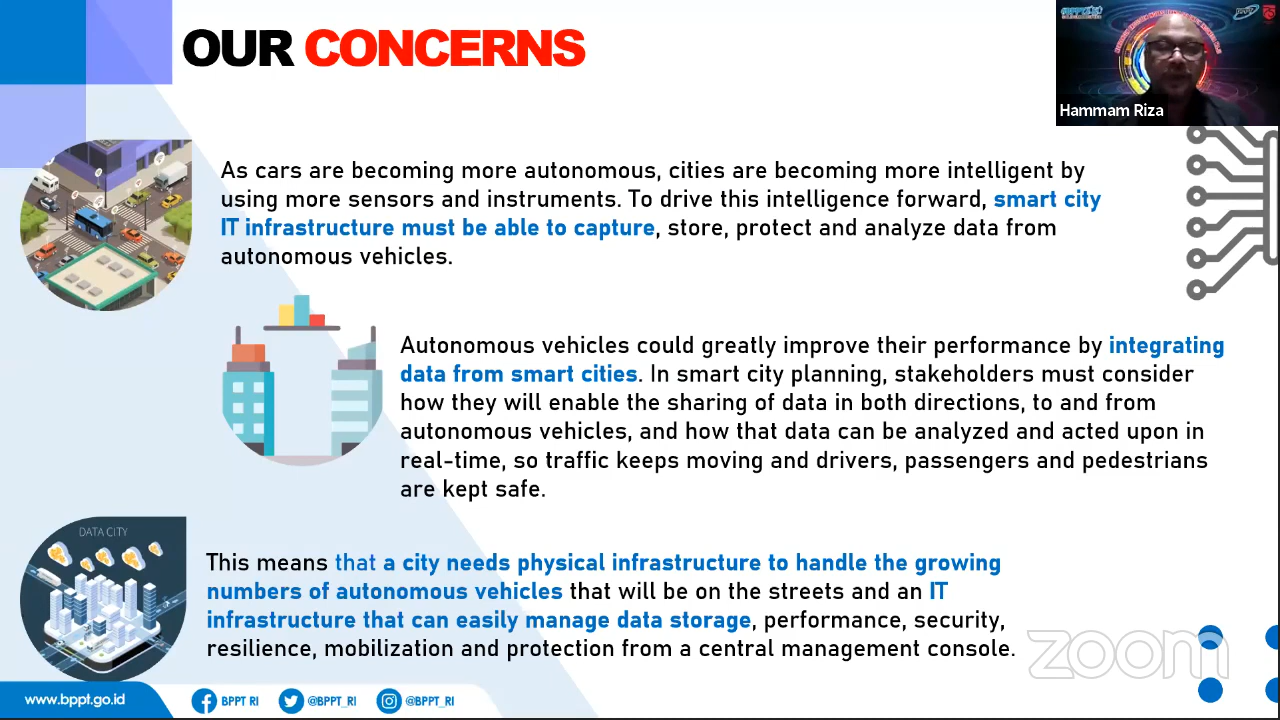 OUR CONCERNS
Hammam Riza
As cars are becoming more autonomous, cities are becoming more intelligent by
using more sensors and instruments. To drive this intelligence forward, smart city
IT infrastructure must be able to capture, store, protect and analyze data from
autonomous vehicles.
Autonomous vehicles could greatly improve their performance by integrating
data from smart cities. In smart city planning, stakeholders must consider
how they will enable the sharing of data in both directions, to and from
autonomous vehicles, and how that data can be analyzed and acted upon in
real-time, so traffic keeps moving and drivers, passengers and pedestrians
are kept safe.
DATA CITY
This means that a city needs physical infrastructure to handle the growing
numbers of autonomous vehicles that will be on the streets and an IT
infrastructure that can easily manage data storage, performance, security,
resilience, mobilization and protection from a central management console.
zoom
www.bppt.go.id
BPPT RI
@BPPT_RI
@BPPT_RI